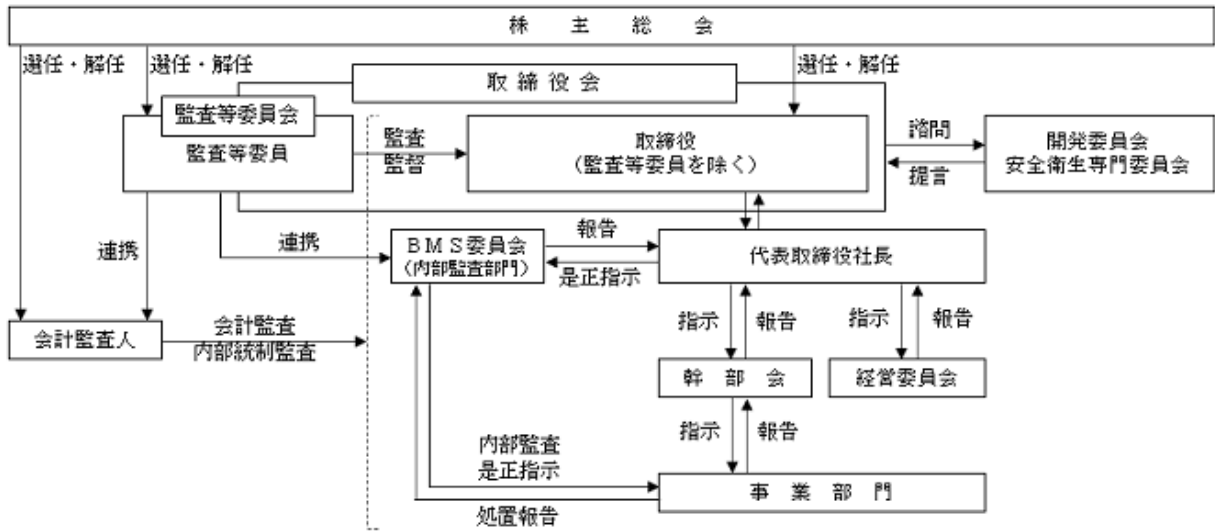 株主総会
選任・解任
選任・解任
選任・解任
取締役会
監査等委員会
監査等委員
監査
監督
取締役
(監査等委員を除く)
諮問
提言
開発委員会
安全衛生専門委員会
連携
連携
BMS委員会
(内部監査部門)
報告
是正指示
代表取締役社長
会計監査人
会計監査
内部統制監査
指示
報告
指示
報告
幹部会
経営委員会
指示
報告
内部監査
是正指示
事業部門
処置報告